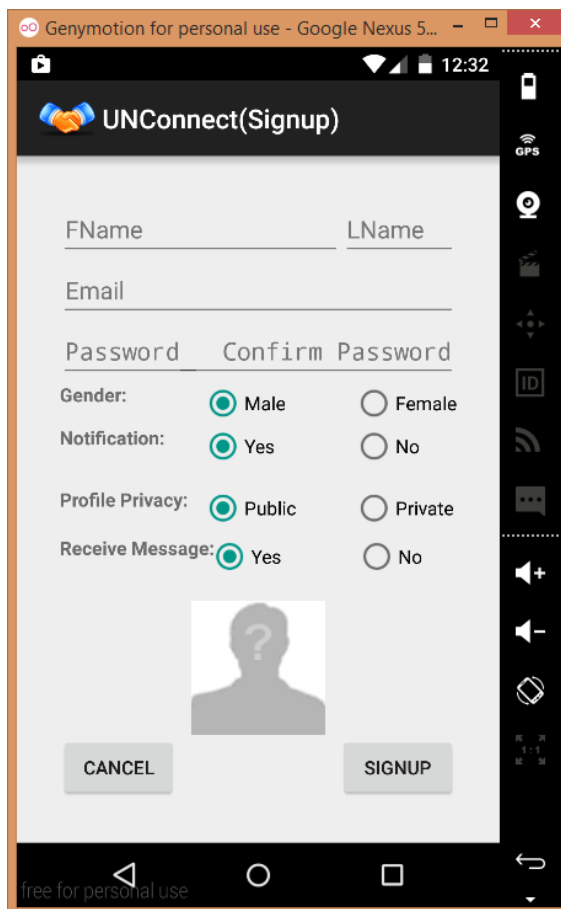 Genymotion for personal use - Google Nexus 5...
12:32
UNConnect(Signup)
GPS
FName LName
Email
Password Confirm Password
Gender: Male Female
Notification: Yes No
ID
Profile Privacy: Public Private
Receive Message: Yes No
?
1:1
CANCEL SIGNUP
free for personal use